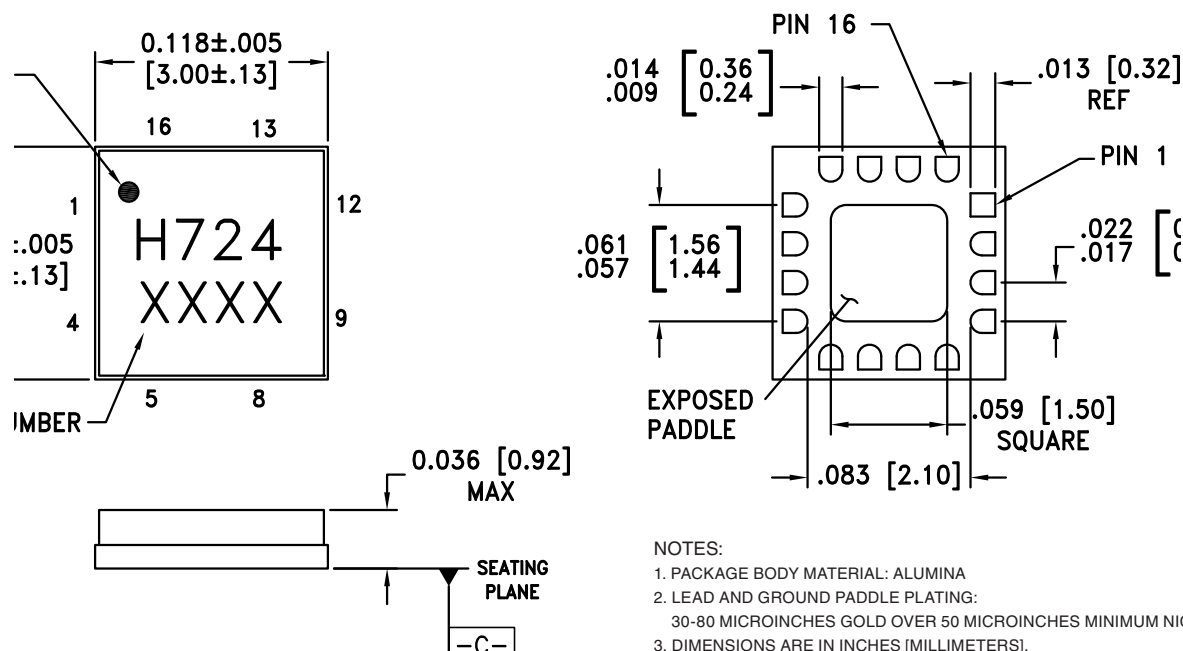 0.118±.005
[3.00±.13]
16 13
1
12
.005
.13]
H724
XXXX
4
9
5 8
UMBER
0.036 [0.92]
MAX
SEATING
PLANE
-C-
PIN 16
.014 [0.36]
.009 [0.24]
.013 [0.32]
REF
PIN 1
.061 [1.56]
.057 [1.44]
.022
.017
EXPOSED
PADDLE
.059 [1.50]
SQUARE
.083 [2.10]
NOTES:
1. PACKAGE BODY MATERIAL: ALUMINA
2. LEAD AND GROUND PADDLE PLATING:
30-80 MICROINCHES GOLD OVER 50 MICROINCHES MINIMUM
3. DIMENSIONS ARE IN INCHES [MILLIMETERS].